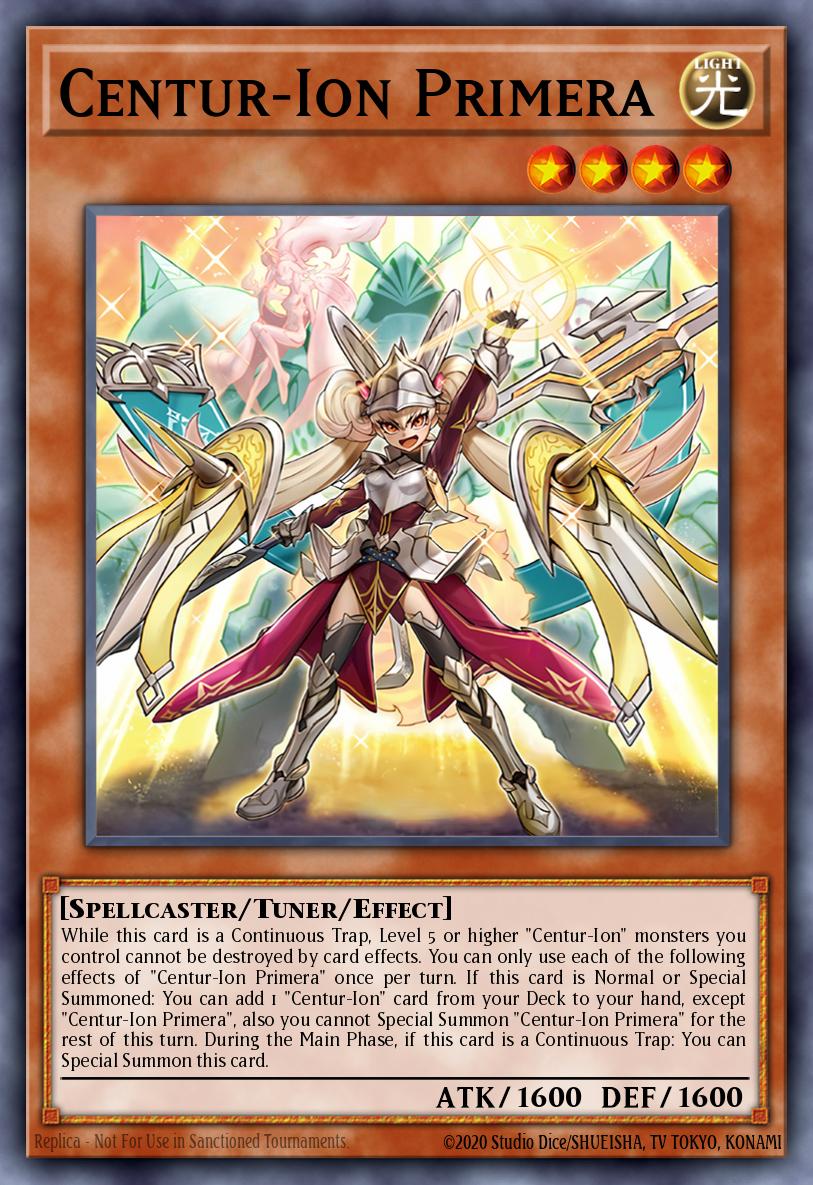 Centur-Ion Primera
LIGHT
光
[Spellcaster/Tuner/Effect]
While this card is a Continuous Trap, Level 5 or higher "Centur-Ion" monsters you
control cannot be destroyed by card effects. You can only use each of the following
effects of "Centur-Ion Primera" once per turn. If this card is Normal or Special
Summoned: You can add 1 "Centur-Ion" card from your Deck to your hand, except
"Centur-Ion Primera", also you cannot Special Summon "Centur-Ion Primera" for the
rest of this turn. During the Main Phase, if this card is a Continuous Trap: You can
Special Summon this card.
ATK/1600 DEF/1600
Replica - Not For Use in Sanctioned Tournaments.
©2020 Studio Dice/SHUEISHA, TV TOKYO, KONAMI